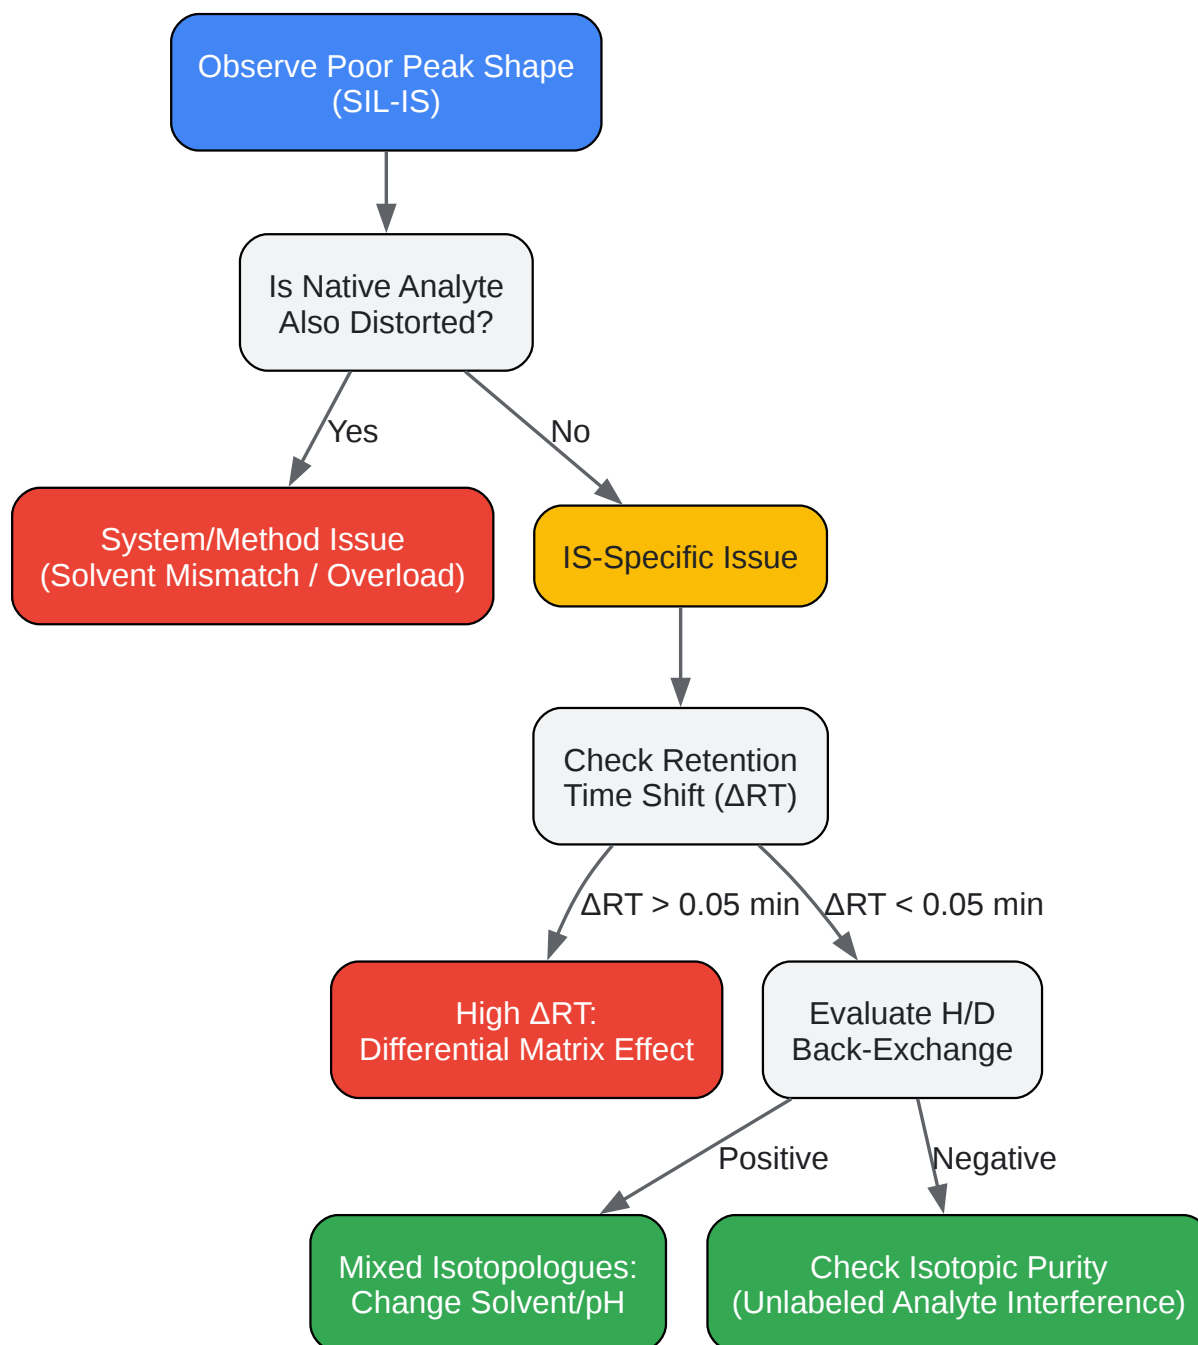 Observe Poor Peak Shape
(SIL-IS)
Is Native Analyte
Also Distorted?
Yes
No
System/Method Issue
(Solvent Mismatch / Overload)
IS-Specific Issue
Check Retention
Time Shift (ΔRT)
ΔRT > 0.05 min
ΔRT < 0.05 min
High ΔRT:
Differential Matrix Effect
Evaluate H/D
Back-Exchange
Positive
Negative
Mixed Isotopologues:
Change Solvent/pH
Check Isotopic Purity
(Unlabeled Analyte Interference)